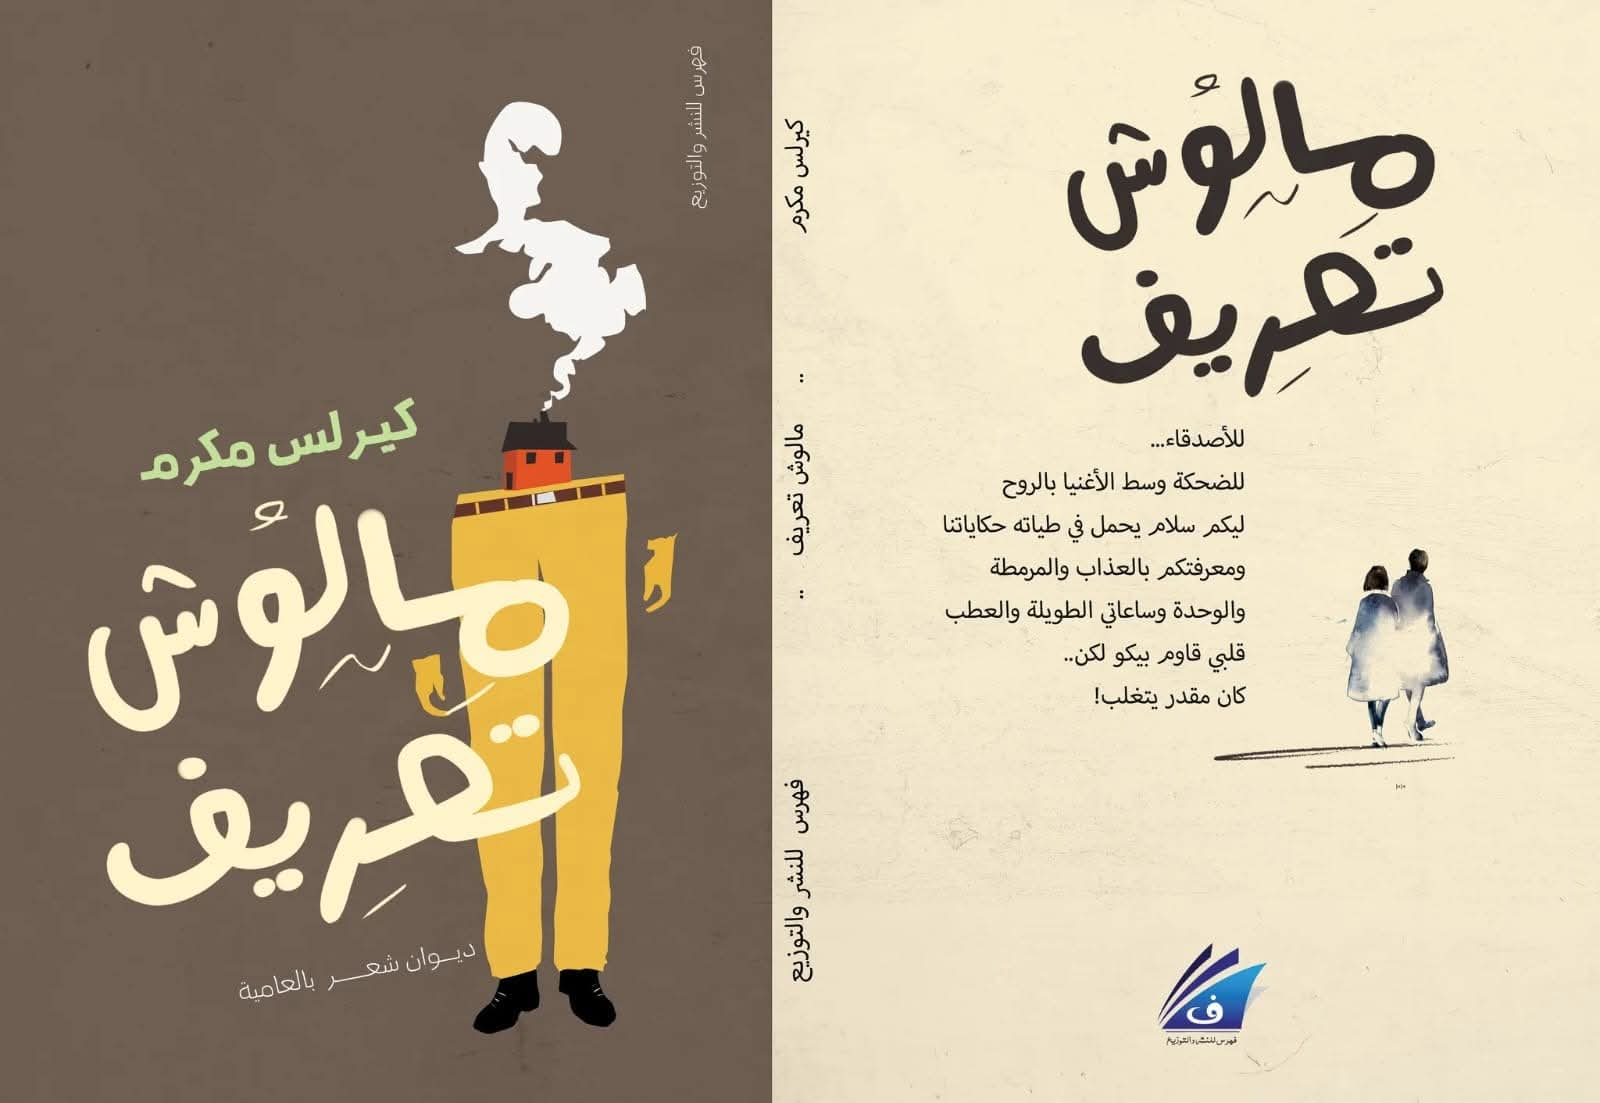 فهرس للنشر والتوزيع
كيرلس مكرم
مالوش
تعريف
ديوان شعر بالعامية
كيرلس مكرم .. مالوش تعريف .. فهرس للنشر والتوزيع
مالوش
تعريف
للأصدقاء...
للضحكة وسط الأغنيا بالروح
ليكم سلام يحمل في طياته حكاياتنا
ومعرفتكم بالعذاب والمرمطة
والوحدة وساعاتي الطويلة والعطب
قلبي قاوم بيكو لكن..
كان مقدر يتغلب!
ف
فهرس للنشر والتوزيع